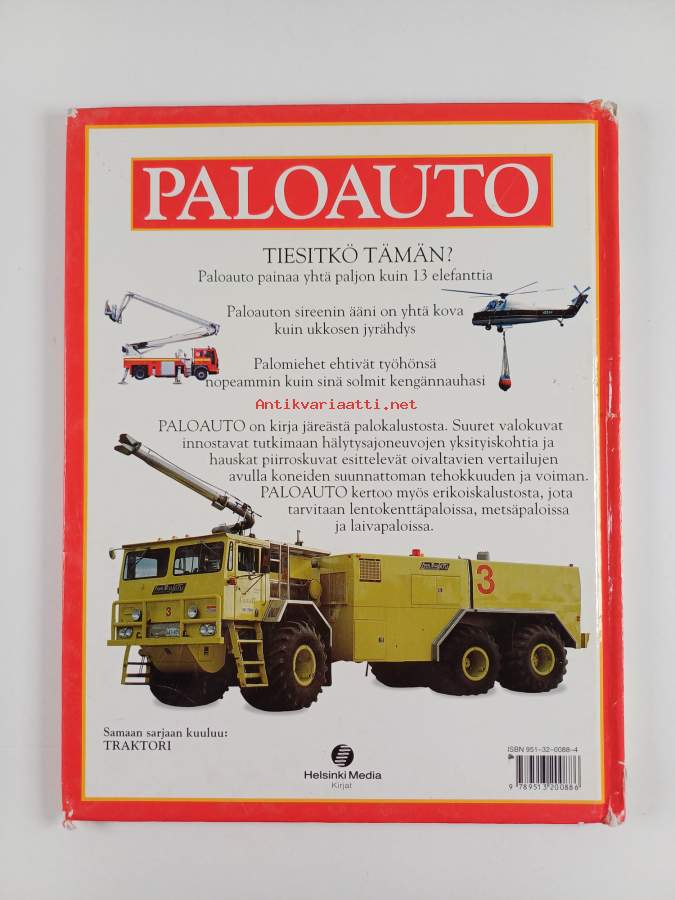 PALOAUTO
TIESITKÖ TÄMÄN?
Paloauto painaa yhtä paljon kuin 13 elefanttia
Paloauton sireenin ääni on yhtä kova
kuin ukkosen jyrähdys
Palomiehet ehtivät työhönsä
nopeammin kuin sinä solmit kengännauhasi
Antikvariaatti.net
PALOAUTO on kirja järeästä palokalustosta. Suuret valokuvat
innostavat tutkimaan hälytysajoneuvojen yksityiskohtia ja
hauskat piirroskuvat esittelevät oivaltavien vertailujen
avulla koneiden suunnattoman tehokkuuden ja voiman.
PALOAUTO kertoo myös erikoiskalustosta, jota
tarvitaan lentokenttäpaloissa, metsäpaloissa
ja laivapaloissa.
3
3
Samaan sarjaan kuuluu:
TRAKTORI
Helsinki Media
Kirjat
ISBN 951-32-0088-4
9 789513 200886